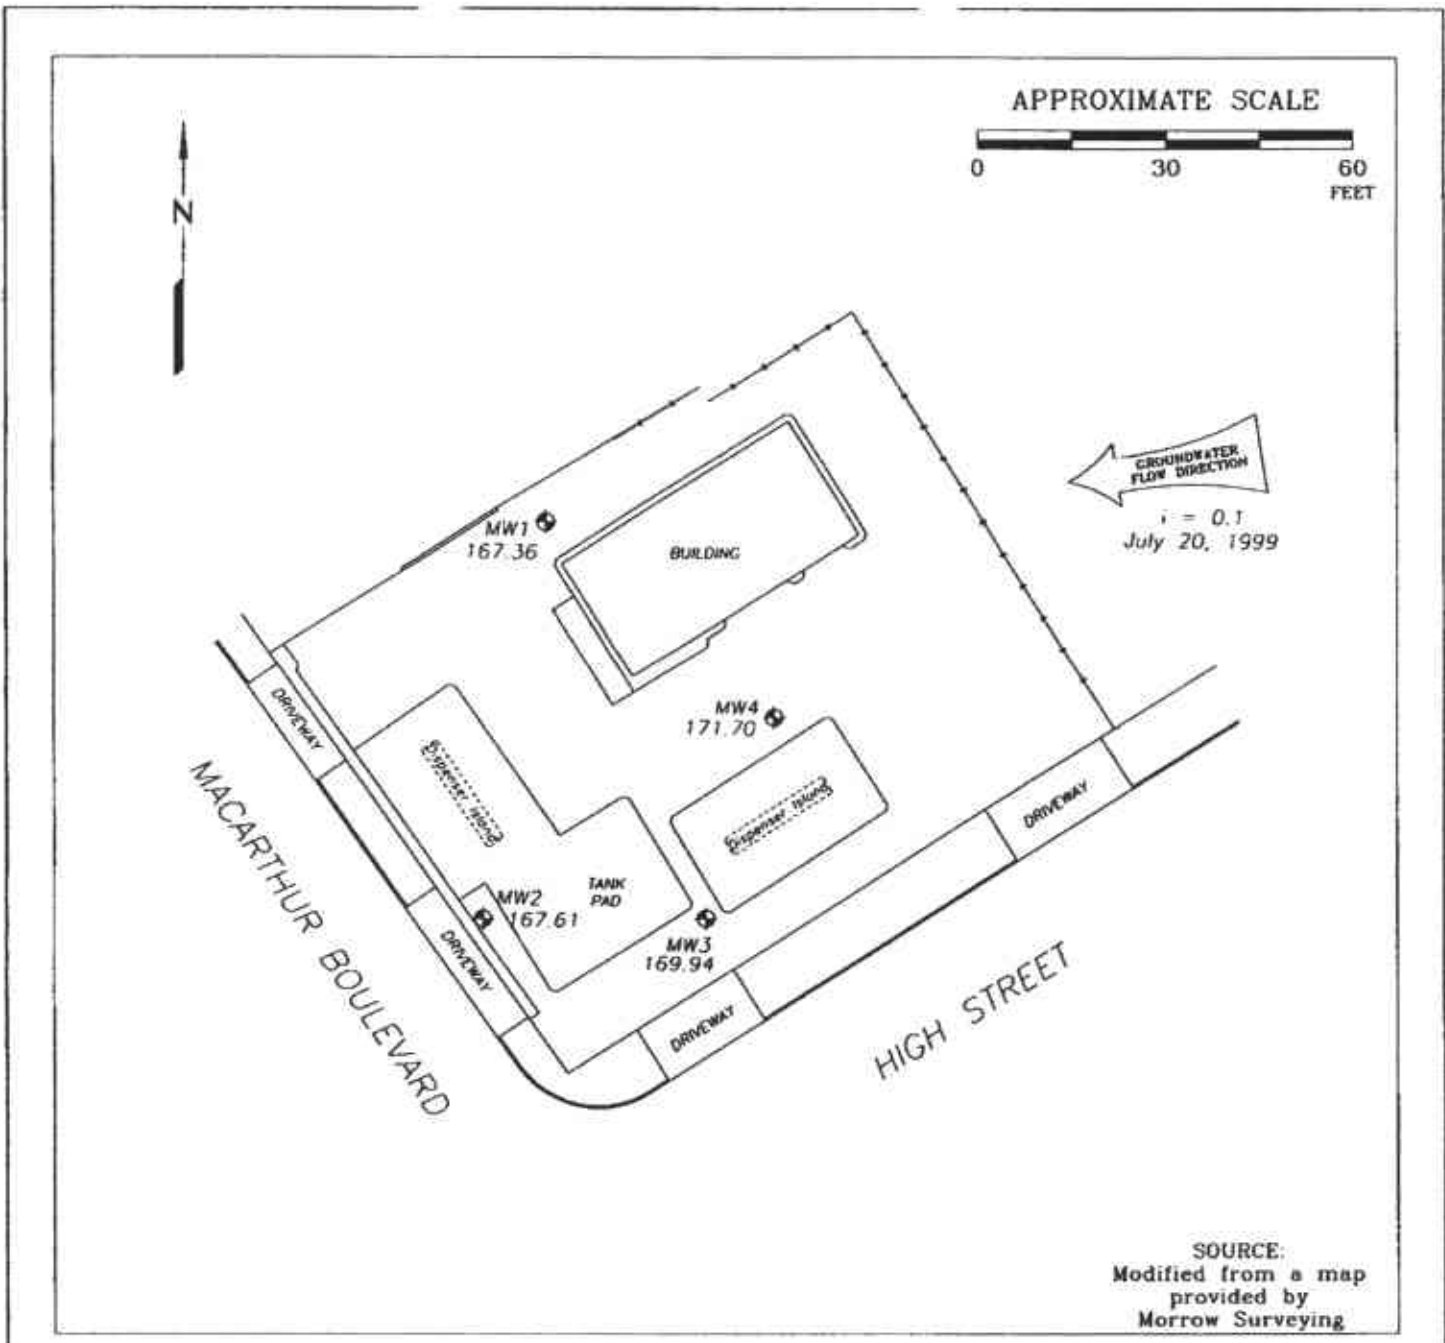 APPROXIMATE SCALE
0 30 60
FEET
N
GROUNDWATER
FLOW DIRECTION
i = 0.1
July 20, 1999
MW1
167.36
BUILDING
MW4
171.70
DRIVEWAY
Dispenser Island
Dispenser Island
DRIVEWAY
MACARTHUR BOULEVARD
TANK
PAD
MW2
167.61
MW3
169.94
DRIVEWAY
DRIVEWAY
HIGH STREET
SOURCE:
Modified from a map
provided by
Morrow Surveying